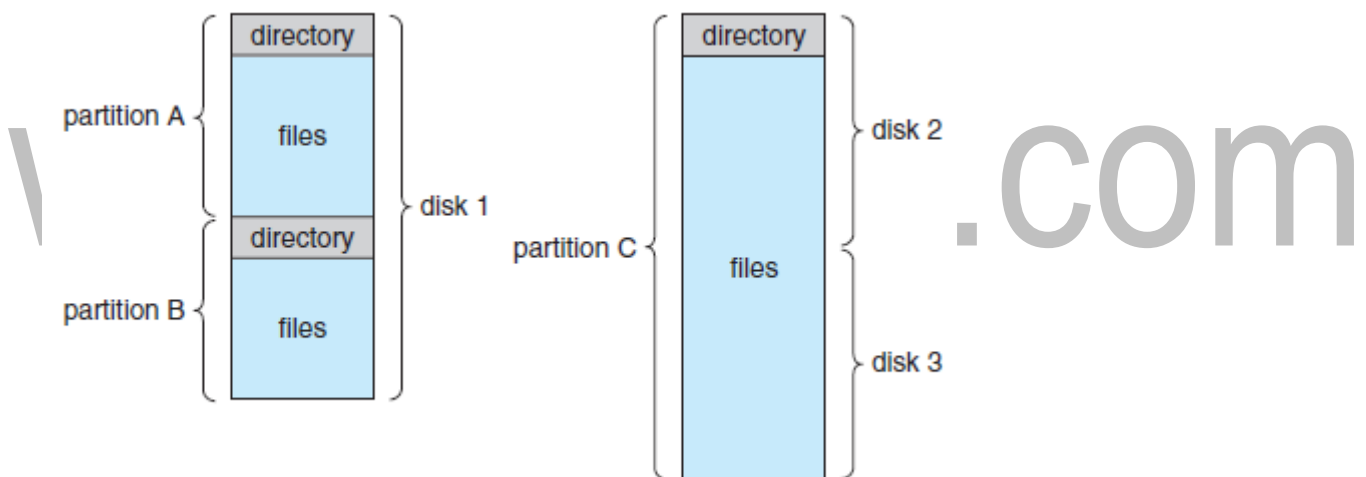 directory
partition A
files
disk 1
directory
partition B
files
directory
disk 2
partition C
files
disk 3
.com